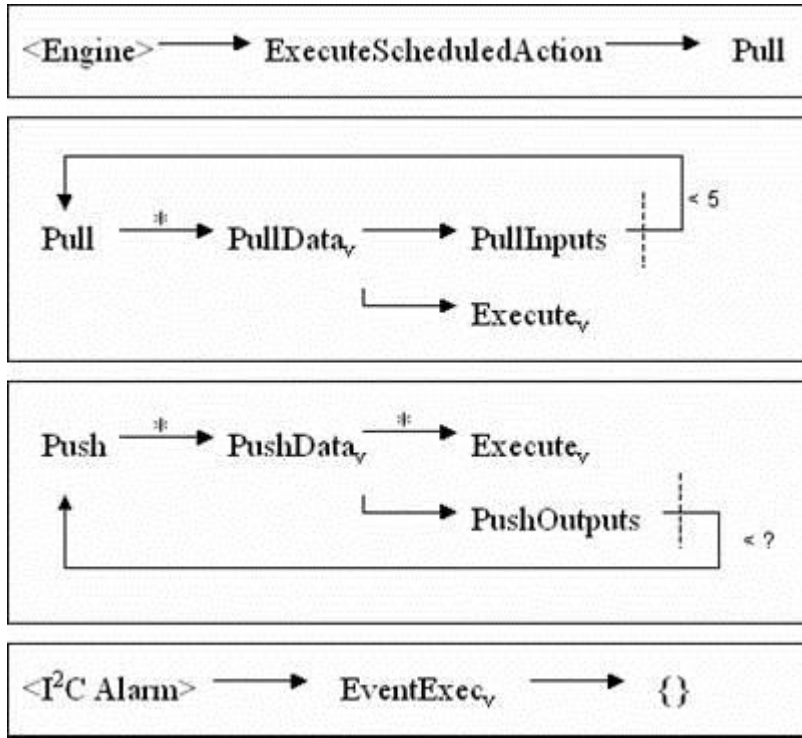 <Engine> ExecuteScheduledAction Pull
< 5
Pull * PullDataᵥ PullInputs
Executeᵥ
Push * PushDataᵥ * Executeᵥ
PushOutputs
< ?
<I²C Alarm> EventExecᵥ {}